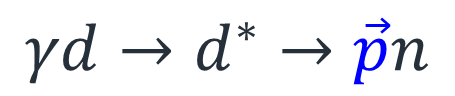 γd → d* → p⃗n